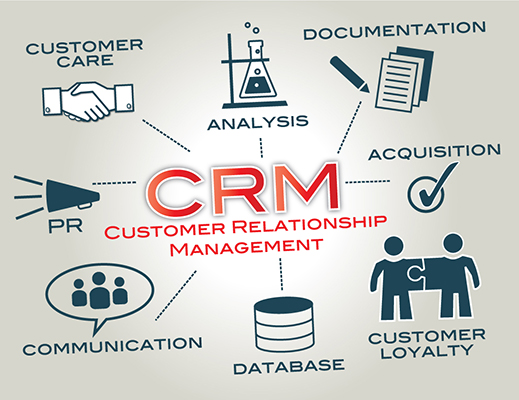 CUSTOMER
CARE
ANALYSIS
DOCUMENTATION
PR
CRM
CUSTOMER RELATIONSHIP
MANAGEMENT
ACQUISITION
COMMUNICATION
DATABASE
CUSTOMER
LOYALTY